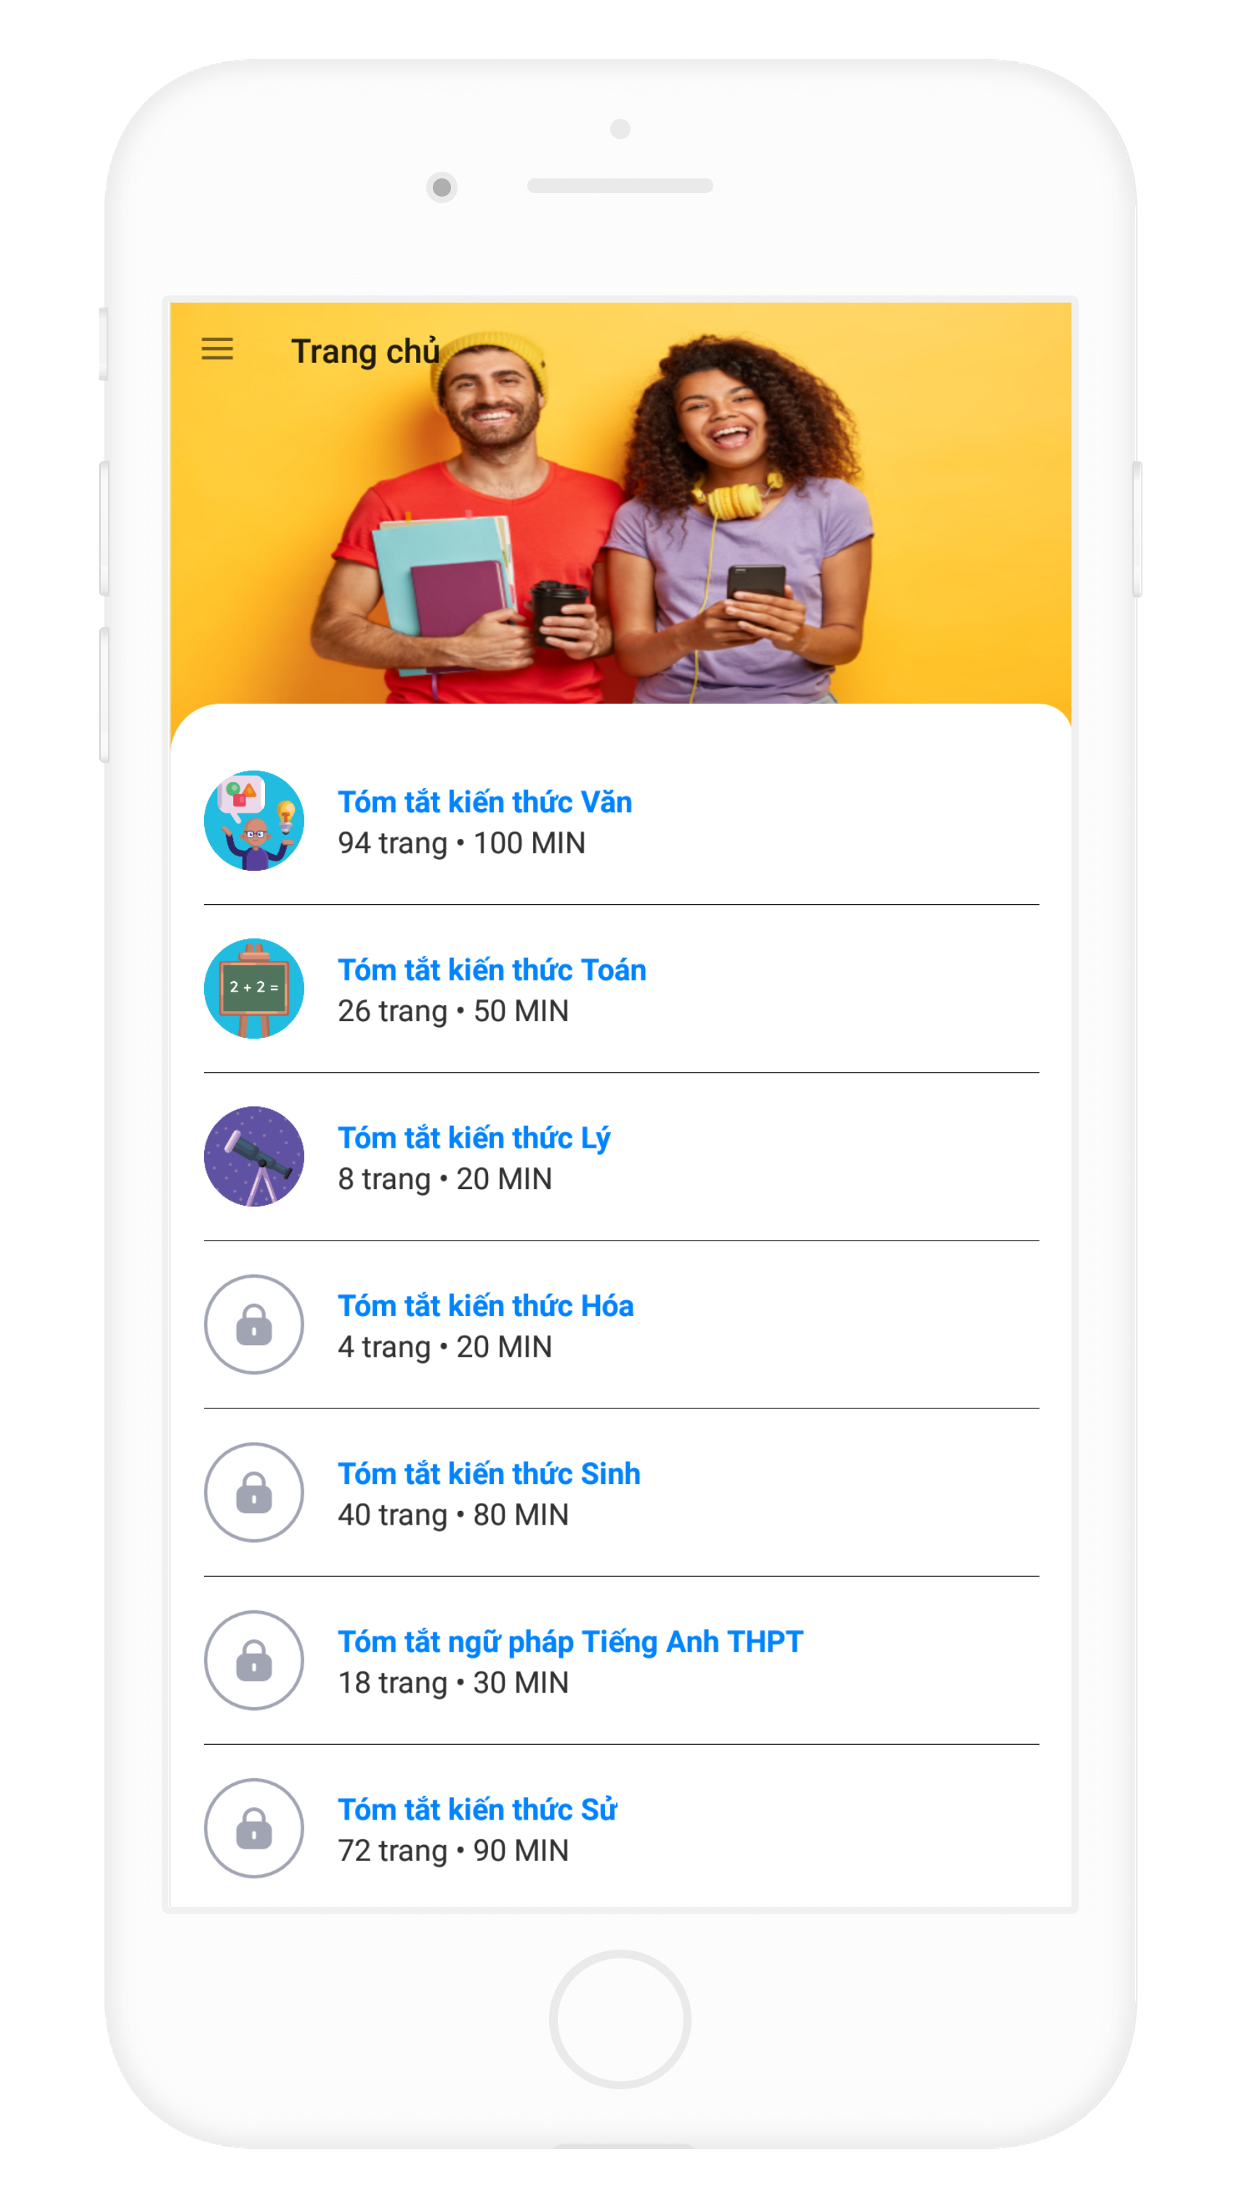 Trang chủ
Tóm tắt kiến thức Văn
94 trang • 100 MIN
2 + 2 =
Tóm tắt kiến thức Toán
26 trang • 50 MIN
Tóm tắt kiến thức Lý
8 trang • 20 MIN
Tóm tắt kiến thức Hóa
4 trang • 20 MIN
Tóm tắt kiến thức Sinh
40 trang • 80 MIN
Tóm tắt ngữ pháp Tiếng Anh THPT
18 trang • 30 MIN
Tóm tắt kiến thức Sử
72 trang • 90 MIN